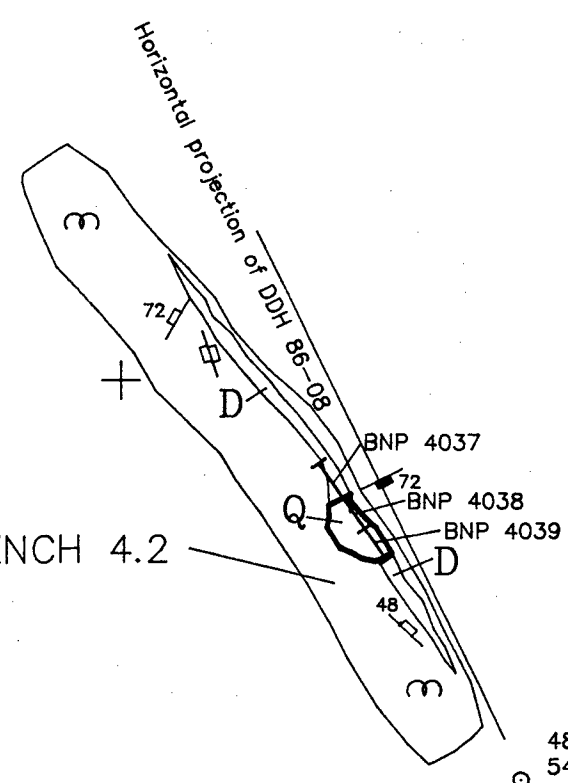 Horizontal projection of DDH 86-08
72
D
BNP 4037
72
BNP 4038
Q
BNP 4039
ENCH 4.2
D
48
48
54